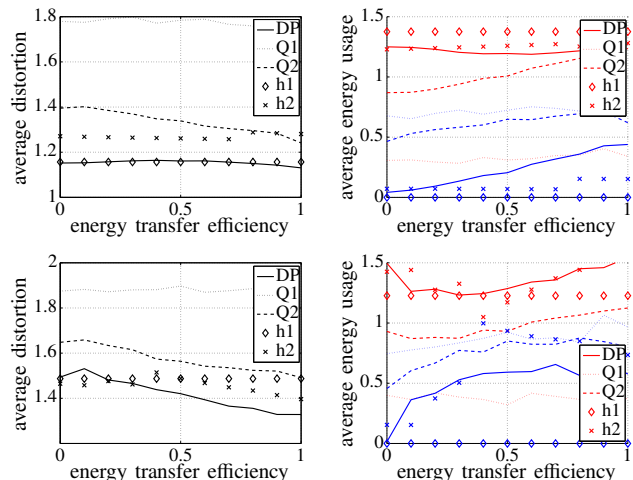 1.8
1.6
1.4
1.2
1
0
0.5
1
average distortion
energy transfer efficiency
DP
Q1
Q2
h1
h2
1.5
1
0.5
0
0
0.5
1
average energy usage
energy transfer efficiency
DP
Q1
Q2
h1
h2
2
1.8
1.6
1.4
0
0.5
1
average distortion
energy transfer efficiency
DP
Q1
Q2
h1
h2
1.5
1
0.5
0
0
0.5
1
average energy usage
energy transfer efficiency
DP
Q1
Q2
h1
h2